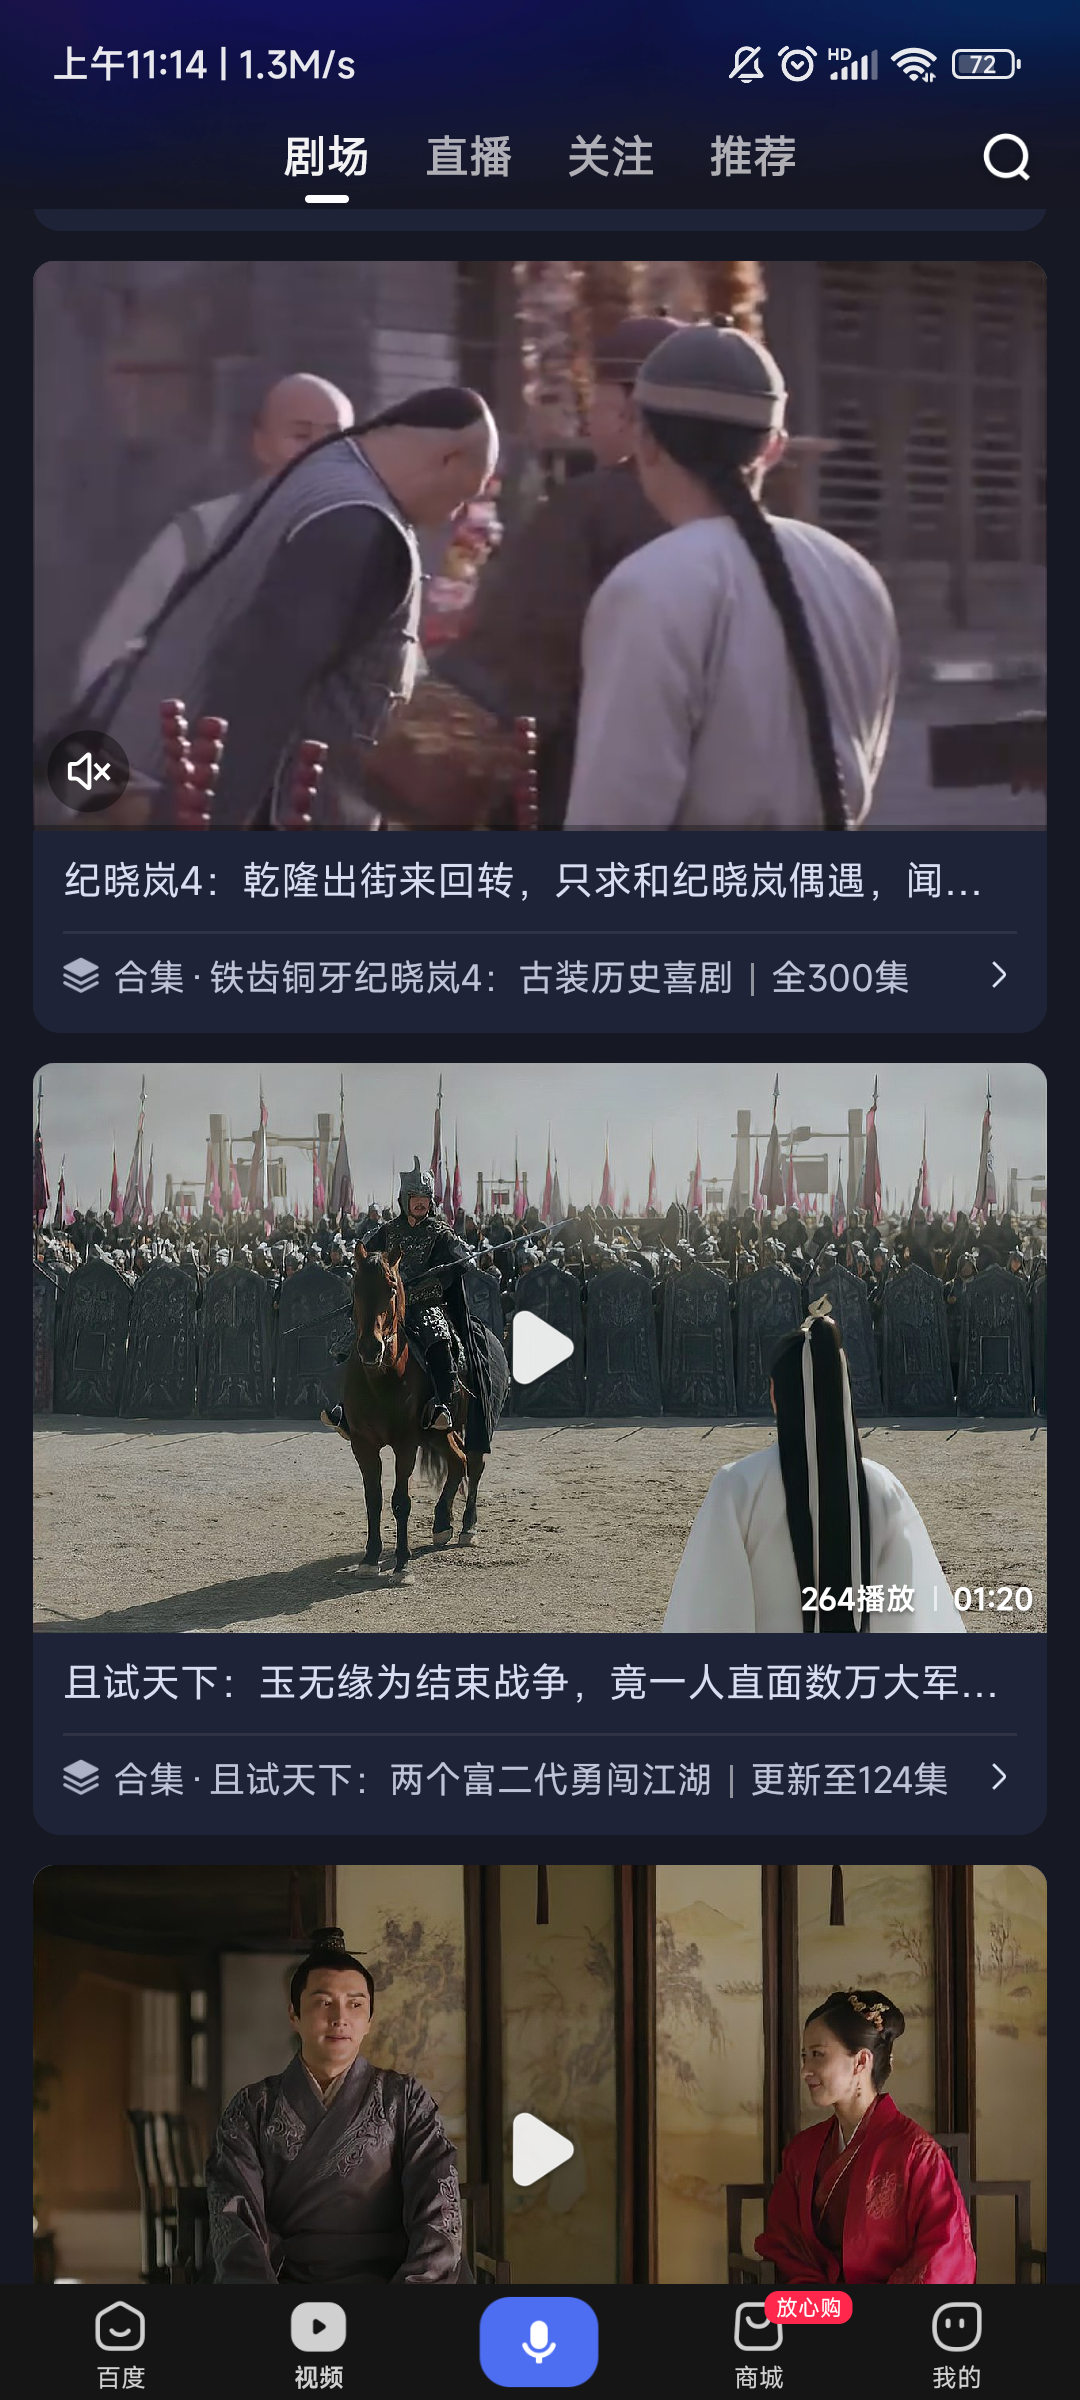 上午11:14 | 1.3M/s
HD
72
剧场 直播 关注 推荐
纪晓岚4：乾隆出街来回转，只求和纪晓岚偶遇，闻...
合集·铁齿铜牙纪晓岚4：古装历史喜剧 | 全300集
264播放 | 01:20
且试天下：玉无缘为结束战争，竟一人直面数万大军...
合集·且试天下：两个富二代勇闯江湖 | 更新至124集
放心购
百度 视频 商城 我的